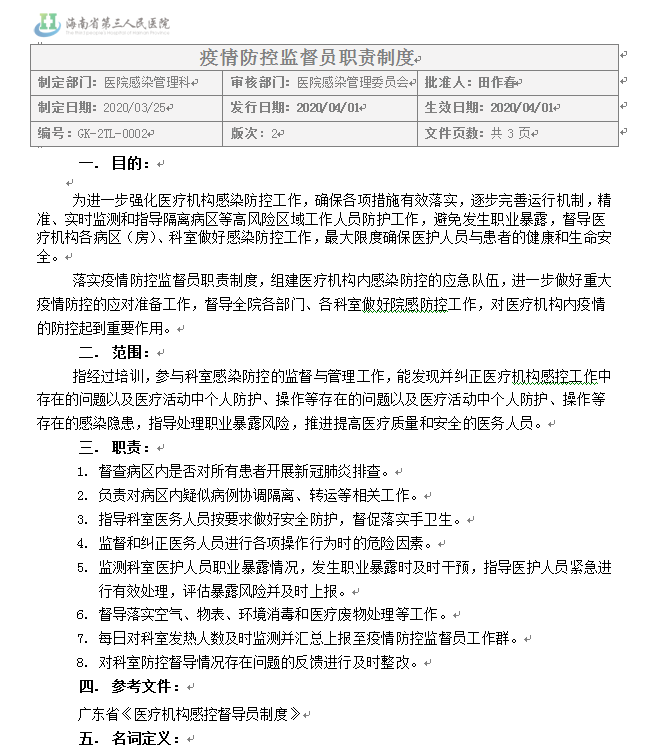 海南省第三人民医院
疫情防控监督员职责制度
制定部门：医院感染管理科 审核部门：医院感染管理委员会 批准人：田作春
制定日期：2020/03/25 发行日期：2020/04/01 生效日期：2020/04/01
编号：GK-2TL-0002 版次：2 文件页数：共 3 页
一．目的：
为进一步强化医疗机构感染防控工作，确保各项措施有效落实，逐步完善运行机制，精
准、实时监测和指导隔离病区等高风险区域工作人员防护工作，避免发生职业暴露，督导医
疗机构各病区（房）、科室做好感染防控工作，最大限度确保医护人员与患者的健康和生命安
全。
落实疫情防控监督员职责制度，组建医疗机构内感染防控的应急队伍，进一步做好重大
疫情防控的应对准备工作，督导全院各部门、各科室做好院感防控工作，对医疗机构内疫情
的防控起到重要作用。
二．范围：
指经过培训，参与科室感染防控的监督与管理工作，能发现并纠正医疗机构感控工作中
存在的问题以及医疗活动中个人防护、操作等存在的问题以及医疗活动中个人防护、操作等
存在的感染隐患，指导处理职业暴露风险，推进提高医疗质量和安全的医务人员。
三．职责：
1. 督查病区内是否对所有患者开展新冠肺炎排查。
2. 负责对病区内疑似病例协调隔离、转运等相关工作。
3. 指导科室医务人员按要求做好安全防护，督促落实手卫生。
4. 监督和纠正医务人员进行各项操作行为时的危险因素。
5. 监测科室医护人员职业暴露情况，发生职业暴露时及时干预，指导医护人员紧急进
行有效处理，评估暴露风险并及时上报。
6. 督导落实空气、物表、环境消毒和医疗废物处理等工作。
7. 每日对科室发热人数及时监测并汇总上报至疫情防控监督员工作群。
8. 对科室防控督导情况存在问题的反馈进行及时整改。
四．参考文件：
广东省《医疗机构感控督导员制度》
五．名词定义：